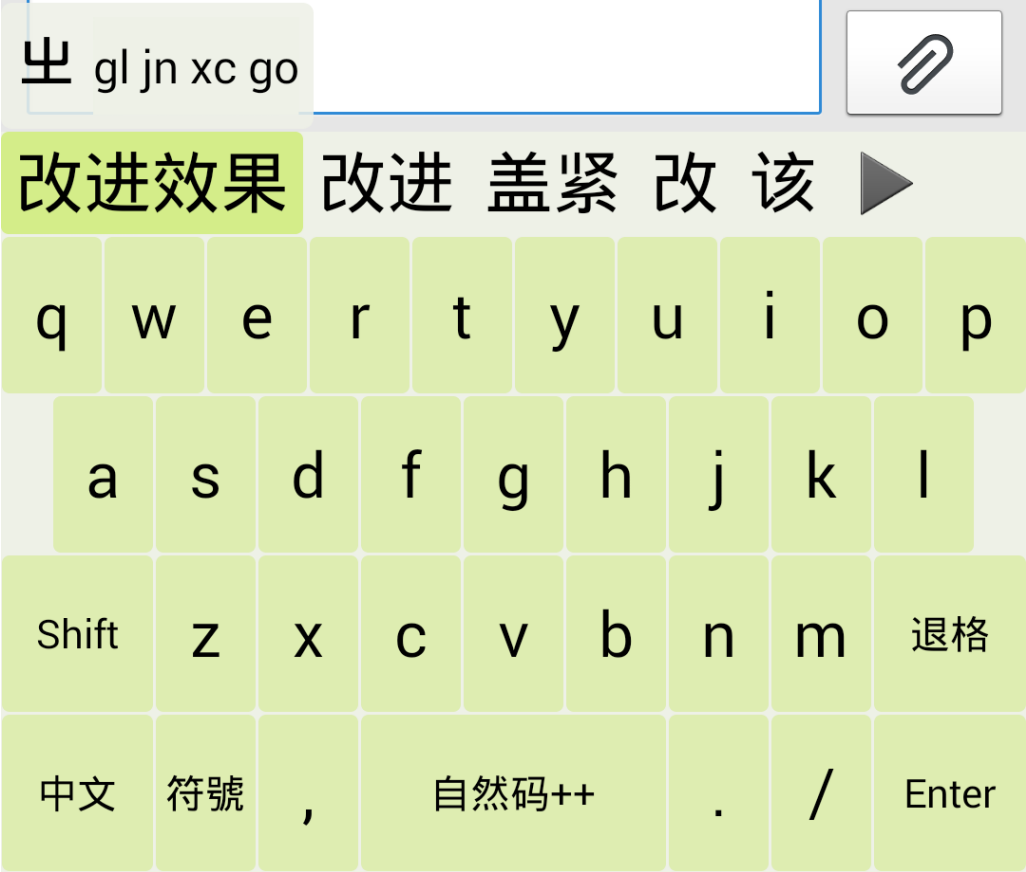 㞢 gl jn xc go
改进效果 改进 盖紧 改 该
q w e r t y u i o p
a s d f g h j k l
Shift z x c v b n m 退格
中文 符號 , 自然码++ . / Enter